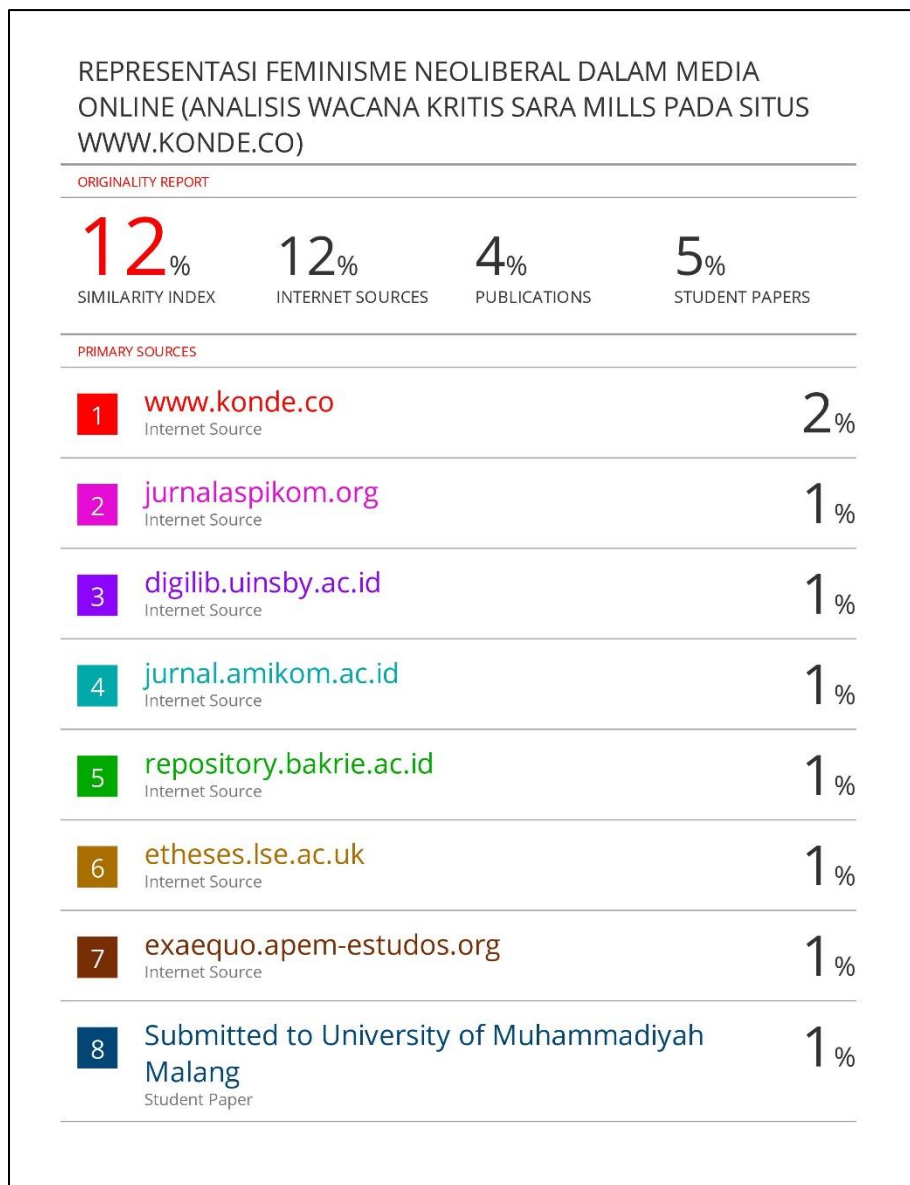 REPRESENTASI FEMINISME NEOLIBERAL DALAM MEDIA
ONLINE (ANALISIS WACANA KRITIS SARA MILLS PADA SITUS
WWW.KONDE.CO)
ORIGINALITY REPORT
12% 12% 4% 5%
SIMILARITY INDEX INTERNET SOURCES PUBLICATIONS STUDENT PAPERS
PRIMARY SOURCES
1 www.konde.co 2%
Internet Source
2 jurnalaspikom.org 1%
Internet Source
3 digilib.uinsby.ac.id 1%
Internet Source
4 jurnal.amikom.ac.id 1%
Internet Source
5 repository.bakrie.ac.id 1%
Internet Source
6 etheses.lse.ac.uk 1%
Internet Source
7 exaequo.apem-estudos.org 1%
Internet Source
8 Submitted to University of Muhammadiyah 1%
Malang
Student Paper